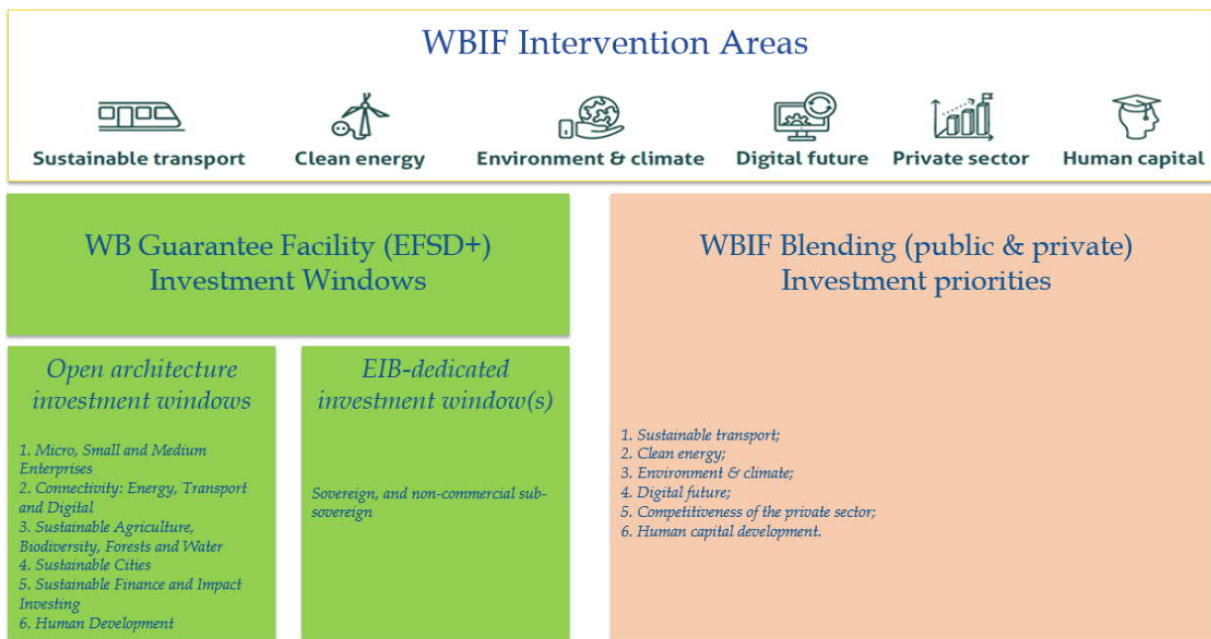 WBIF Intervention Areas
Sustainable transport
Clean energy
Environment & climate
Digital future
Private sector
Human capital
WB Guarantee Facility (EFSD+)
Investment Windows
Open architecture
investment windows
1. Micro, Small and Medium
Enterprises
2. Connectivity: Energy, Transport
and Digital
3. Sustainable Agriculture,
Biodiversity, Forests and Water
4. Sustainable Cities
5. Sustainable Finance and Impact
Investing
6. Human Development
EIB-dedicated
investment window(s)
Sovereign, and non-commercial sub-
sovereign
WBIF Blending (public & private)
Investment priorities
1. Sustainable transport;
2. Clean energy;
3. Environment & climate;
4. Digital future;
5. Competitiveness of the private sector;
6. Human capital development.